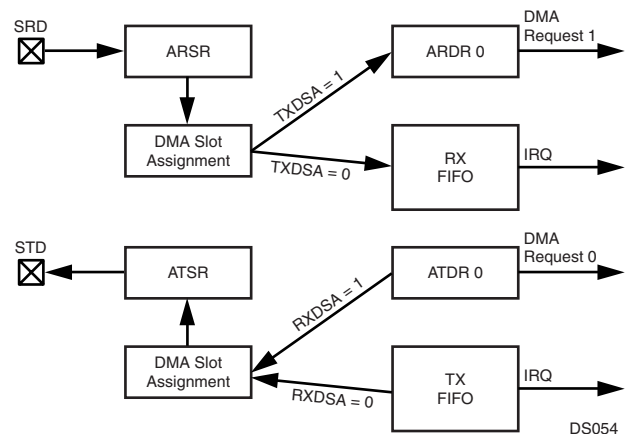 SRD
ARSR
TXDSA = 1
ARDR 0
DMA
Request 1
DMA Slot
Assignment
TXDSA = 0
RX
FIFO
IRQ
STD
ATSR
RXDSA = 1
ATDR 0
DMA
Request 0
DMA Slot
Assignment
RXDSA = 0
TX
FIFO
IRQ
DS054